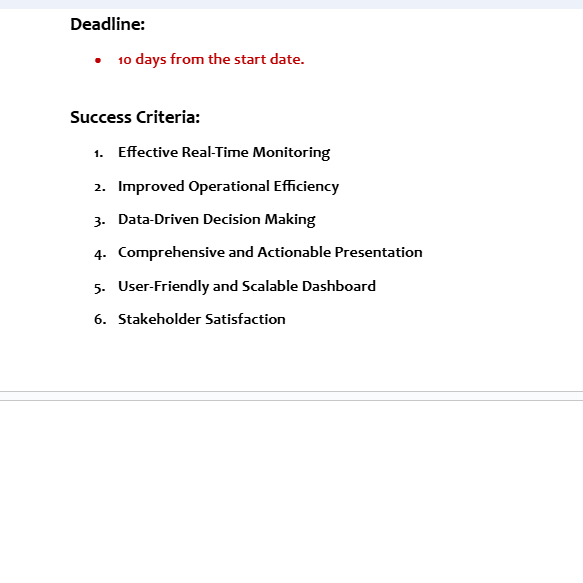 Deadline:
• 10 days from the start date.
Success Criteria:
1. Effective Real-Time Monitoring
2. Improved Operational Efficiency
3. Data-Driven Decision Making
4. Comprehensive and Actionable Presentation
5. User-Friendly and Scalable Dashboard
6. Stakeholder Satisfaction